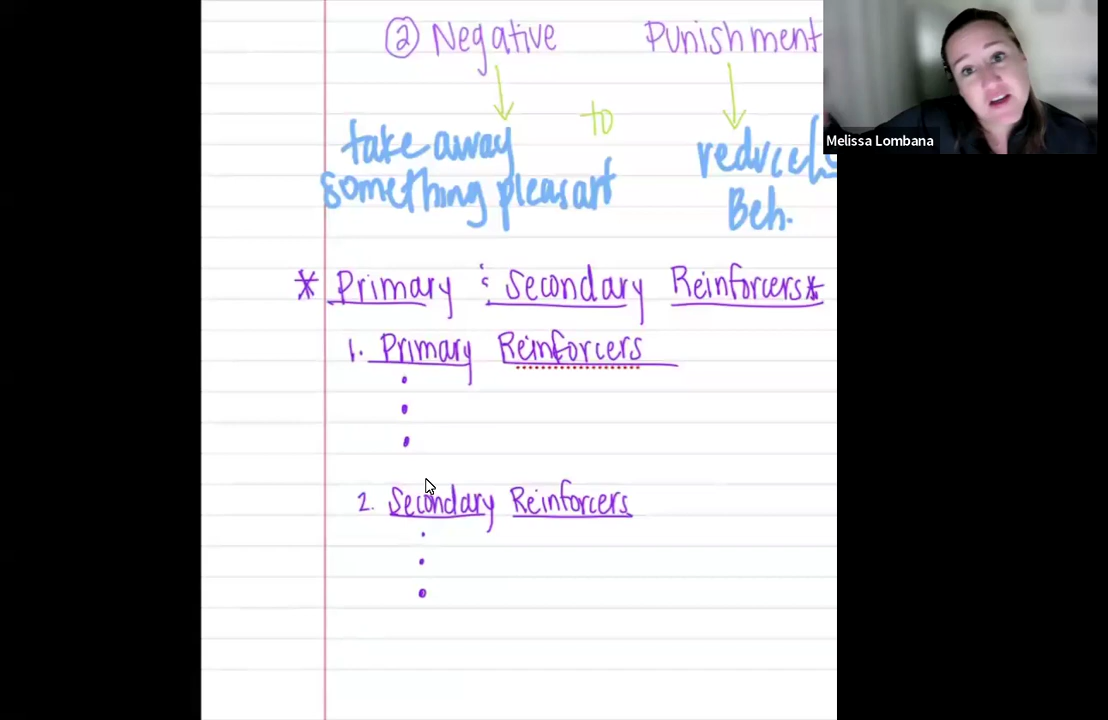 ② Negative Punishment
to
take away reduce
something pleasant Beh.
Melissa Lombana
* Primary & Secondary Reinforcers *
1. Primary Reinforcers
2. Secondary Reinforcers